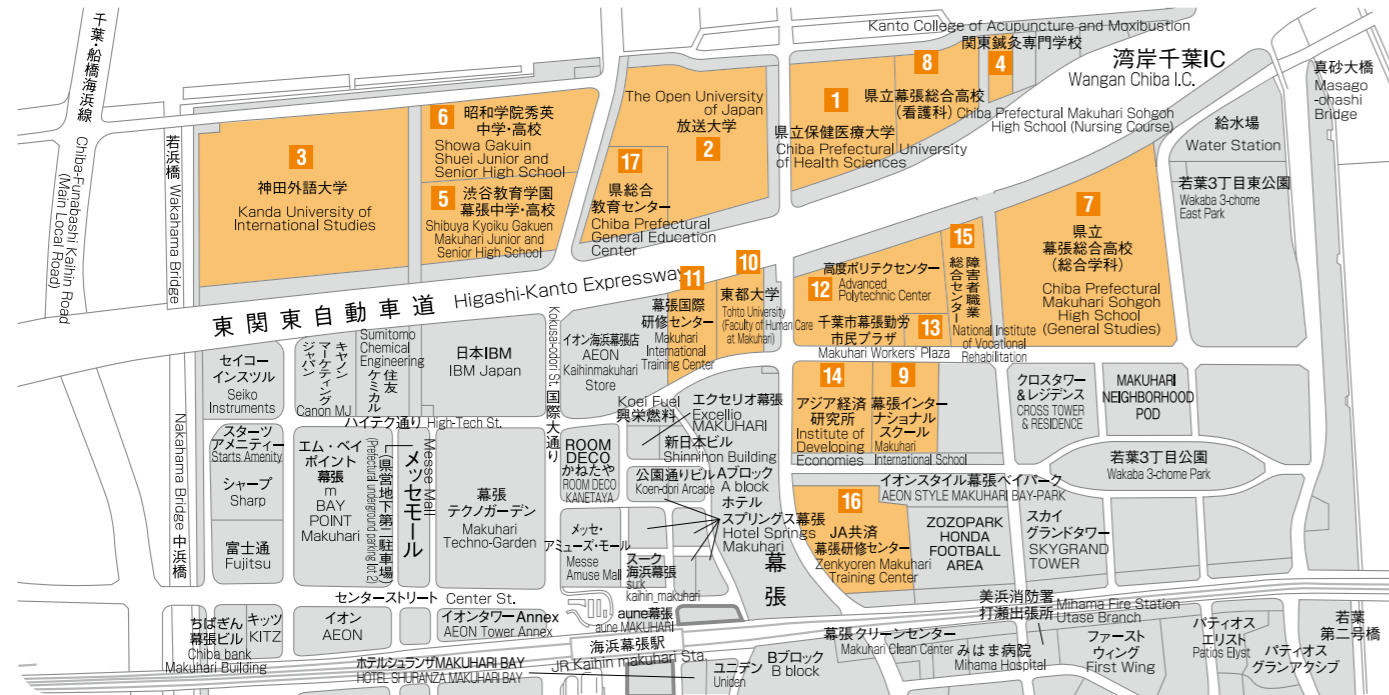 千葉・船橋海浜線
Chiba-Funabashi Kaihin Road
(Main Local Road)
若浜橋 Wakahama Bridge
3
神田外語大学
Kanda University of
International Studies
6
昭和学院秀英
中学・高校
Showa Gakuin
Shuei Junior and
Senior High School
5
渋谷教育学園
幕張中学・高校
Shibuya Kyoiku Gakuen
Makuhari Junior and
Senior High School
The Open University
of Japan
放送大学
2
17
県総合
教育センター
Chiba Prefectural
General Education
Center
1
県立保健医療大学
Chiba Prefectural University
of Health Sciences
Kanto College of Acupuncture and Moxibustion
関東鍼灸専門学校
4
8
県立幕張総合高校
(看護科)
Chiba Prefectural Makuhari Sohgoh
High School (Nursing Course)
湾岸千葉IC
Wangan Chiba I.C.
真砂大橋
Masago
-ohashi
Bridge
給水場
Water Station
若葉3丁目東公園
Wakaba 3-chome
East Park
7
県立
幕張総合高校
(総合学科)
Chiba Prefectural
Makuhari Sohgoh
High School
(General Studies)
15
障害者職業
総合センター
National Institute
of Vocational
Rehabilitation
東関東自動車道 Higashi-Kanto Expressway
11
幕張国際
研修センター
Makuhari
International
Training Center
10
東都大学
Tohto University
(Faculty of Human Care
at Makuhari)
高度ポリテクセンター
12
Advanced
Polytechnic Center
千葉市幕張勤労
市民プラザ
13
Makuhari Workers' Plaza
セイコー
インスツル
Seiko
Instruments
キヤノン
マーケティング
ジャパン
Canon MJ
Sumitomo
Chemical
Engineering
住友
ケミカル
日本IBM
IBM Japan
Kokusai-odori St. 国際大通り
イオン海浜幕張店
AEON
Kaihinmakuhari
Store
14
アジア経済
研究所
Institute of
Developing
Economies
9
幕張インター
ナショナル
スクール
Makuhari
International School
クロスタワー
&レジデンス
CROSS TOWER
& RESIDENCE
MAKUHARI
NEIGHBORHOOD
POD
ハイテク通り High-Tech St.
Koei Fuel
興栄燃料
エクセリオ幕張
Excellio
MAKUHARI
新日本ビル
Shinnihon Building
Nakahama Bridge 中浜橋
スターツ
アメニティー
Starts Amenity
シャープ
Sharp
富士通
Fujitsu
エム・ベイ
ポイント
幕張
m
BAY
POINT
Makuhari
(県営地下第二駐車場)
(Prefectural underground parking lot 2)
メッセモール
Messe Mall
幕張
テクノガーデン
Makuhari
Techno-Garden
ROOM
DECO
かねたや
ROOM DECO
KANETAYA
公園通りビル
Koen-dori Arcade
Aブロック
A block
ホテル
スプリングス幕張
Hotel Springs
Makuhari
メッセ・
アミューズ・モール
Messe
Amuse Mall
スーク
海浜幕張
suk
kaihin_makuhari
幕張
若葉3丁目公園
Wakaba 3-chome Park
イオンスタイル幕張ベイパーク
AEON STYLE MAKUHARI BAY-PARK
16
JA共済
幕張研修センター
Zenkyoren Makuhari
Training Center
ZOZOPARK
HONDA
FOOTBALL
AREA
スカイ
グランドタワー
SKYGRAND
TOWER
センターストリート Center St.
ちばぎん
幕張ビル
Chiba bank
Makuhari Building
キッツ
KITZ
イオン
AEON
イオンタワーAnnex
AEON Tower Annex
aune幕張
aune MAKUHARI
海浜幕張駅
JR Kaihin makuhari Sta.
ホテルシュランザMAKUHARI BAY
HOTEL SHURANZA MAKUHARI BAY
ユニデン
Uniden
Bブロック
B block
幕張クリーンセンター
Makuhari Clean Center
みはま病院
Mihama Hospital
美浜消防署
打瀬出張所
Mihama Fire Station
Utase Branch
ファースト
ウィング
First Wing
パティオス
エリスト
Patios Elyst
パティオス
グランアクシブ
若葉
第二号橋